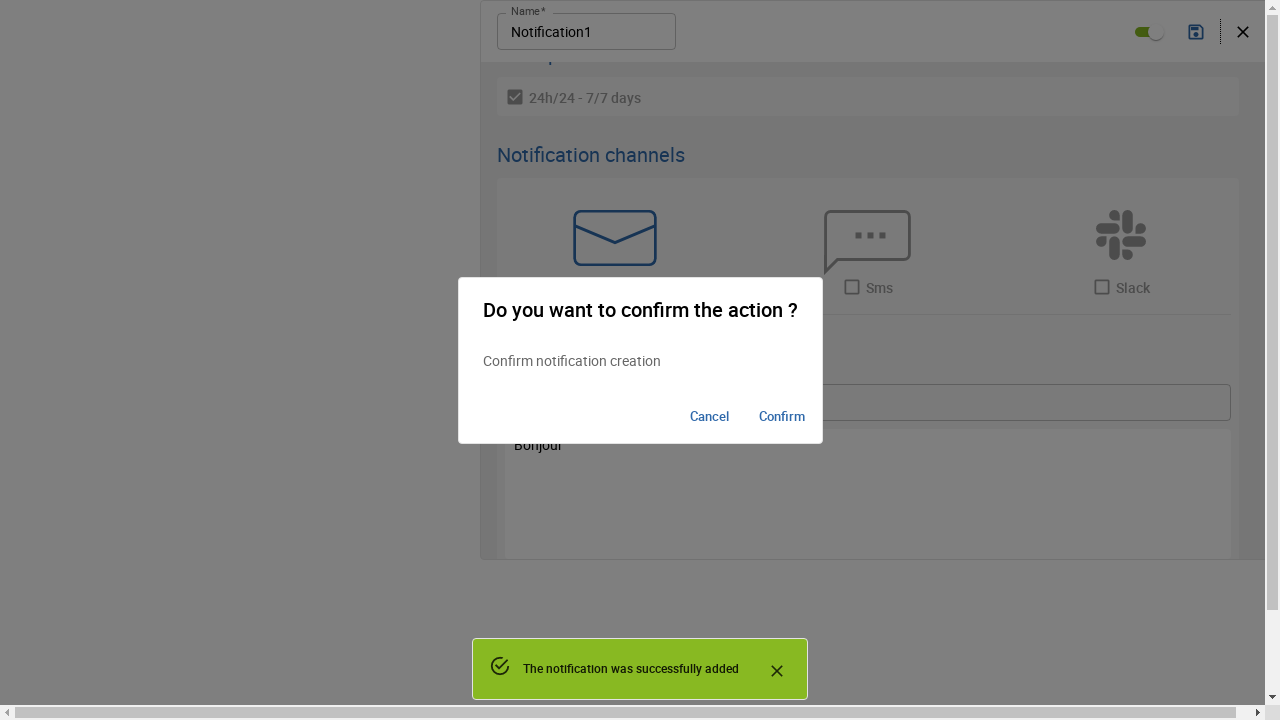 Name *
Notification1
24h/24 - 7/7 days
Notification channels
Sms
Slack
Do you want to confirm the action ?
Confirm notification creation
Cancel
Confirm
Bonjour
The notification was successfully added